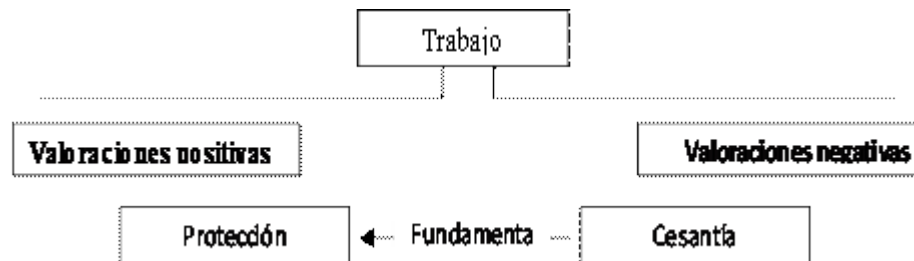 Trabajo
Valoraciones positivas Valoraciones negativas
Protección Fundamenta Cesantía